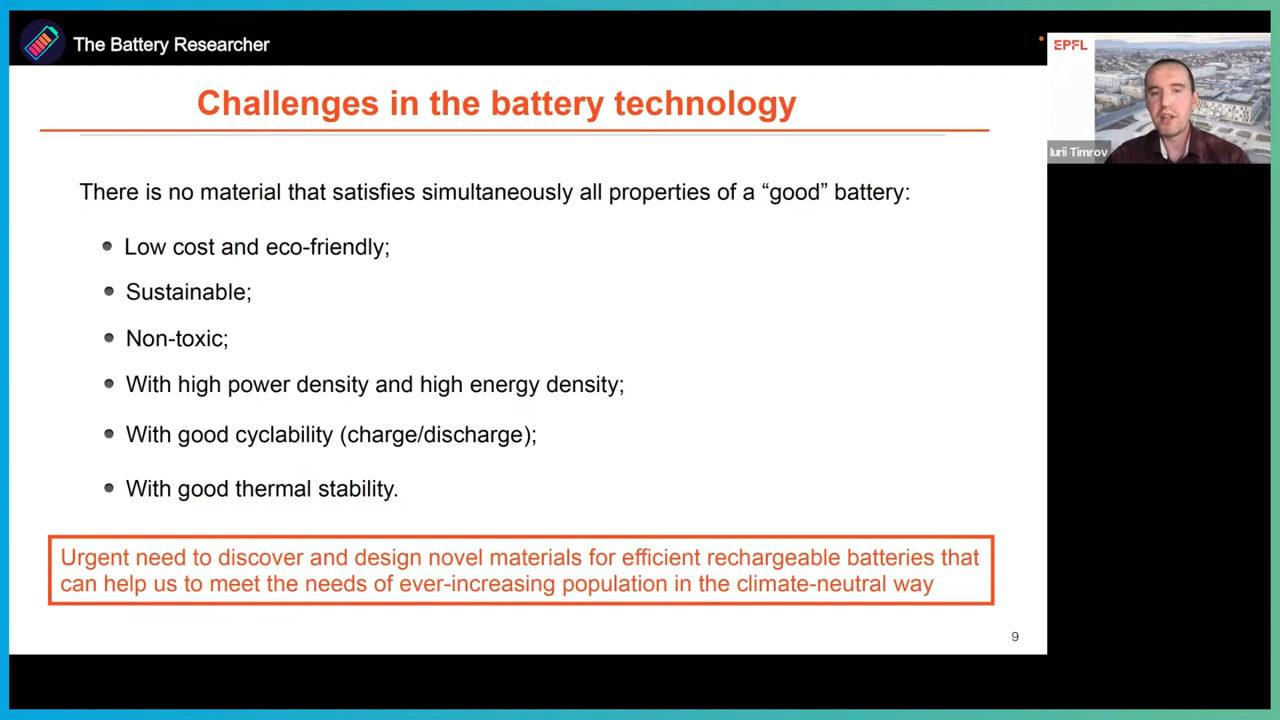 The Battery Researcher
EPFL
Iurii Timrov
Challenges in the battery technology
There is no material that satisfies simultaneously all properties of a “good” battery:
Low cost and eco-friendly;
Sustainable;
Non-toxic;
With high power density and high energy density;
With good cyclability (charge/discharge);
With good thermal stability.
Urgent need to discover and design novel materials for efficient rechargeable batteries that
can help us to meet the needs of ever-increasing population in the climate-neutral way
9